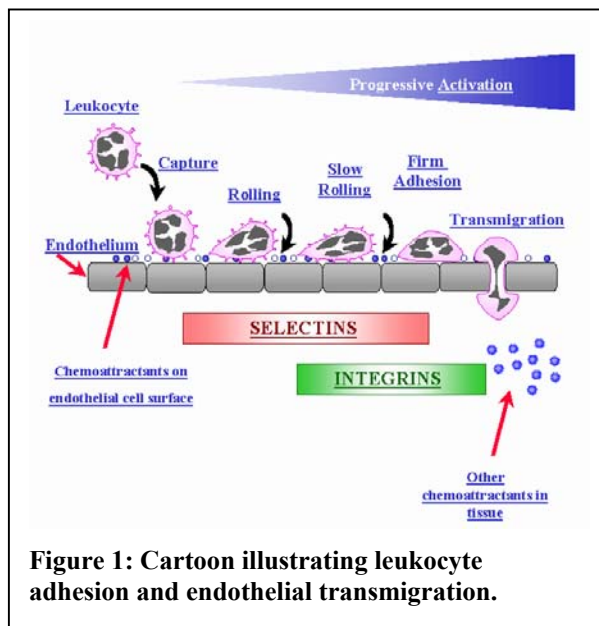 Progressive Activation
Leukocyte
Capture
Rolling
Slow
Rolling
Firm
Adhesion
Transmigration
Endothelium
SELECTINS
INTEGRINS
Chemoattractants on
endothelial cell surface
Other
chemoattractants in
tissue
Figure 1: Cartoon illustrating leukocyte
adhesion and endothelial transmigration.